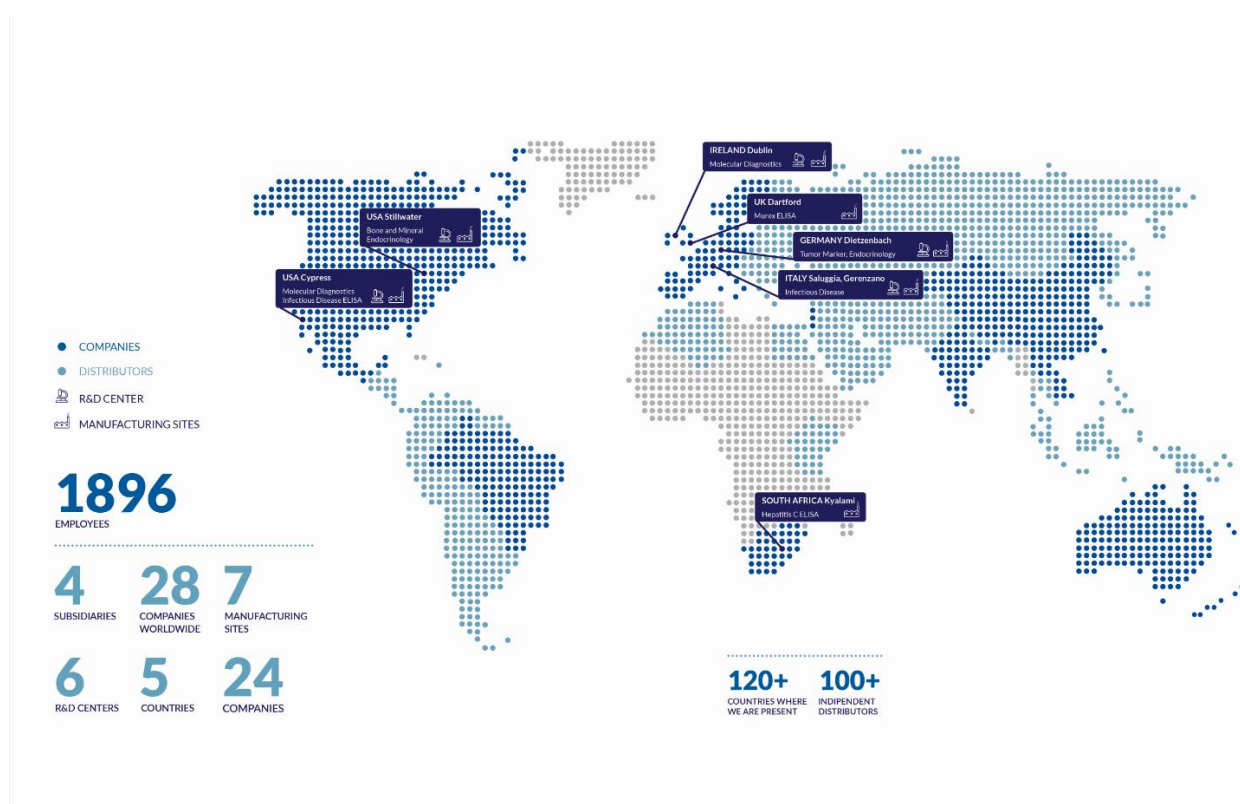 IRELAND Dublin
Molecular Diagnostics
UK Dartford
Murex ELISA
USA Stillwater
Bone and Mineral
Endocrinology
GERMANY Dietzenbach
Tumor Marker, Endocrinology
USA Cypress
Molecular Diagnostics
Infectious Disease ELISA
ITALY Saluggia, Gerenzano
Infectious Disease
COMPANIES
DISTRIBUTORS
R&D CENTER
MANUFACTURING SITES
1896
EMPLOYEES
SOUTH AFRICA Kyalami
Hepatitis C ELISA
4
SUBSIDIARIES
28
COMPANIES
WORLDWIDE
7
MANUFACTURING
SITES
6
R&D CENTERS
5
COUNTRIES
24
COMPANIES
120+
COUNTRIES WHERE
WE ARE PRESENT
100+
INDIPENDENT
DISTRIBUTORS